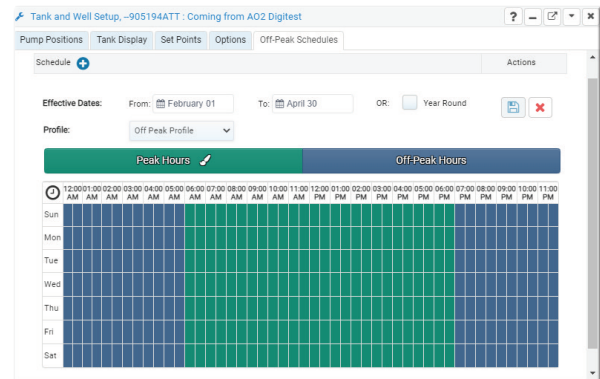 Tank and Well Setup, --905194ATT : Coming from AO2 Digitest ?
Pump Positions Tank Display Set Points Options Off-Peak Schedules
Schedule Actions
Effective Dates: From: February 01 To: April 30 OR: Year Round
Profile: Off Peak Profile
Peak Hours Off-Peak Hours
12:00 01:00 02:00 03:00 04:00 05:00 06:00 07:00 08:00 09:00 10:00 11:00 12:00 01:00 02:00 03:00 04:00 05:00 06:00 07:00 08:00 09:00 10:00 11:00
AM AM AM AM AM AM AM AM AM AM AM AM PM PM PM PM PM PM PM PM PM PM PM PM
Sun
Mon
Tue
Wed
Thu
Fri
Sat